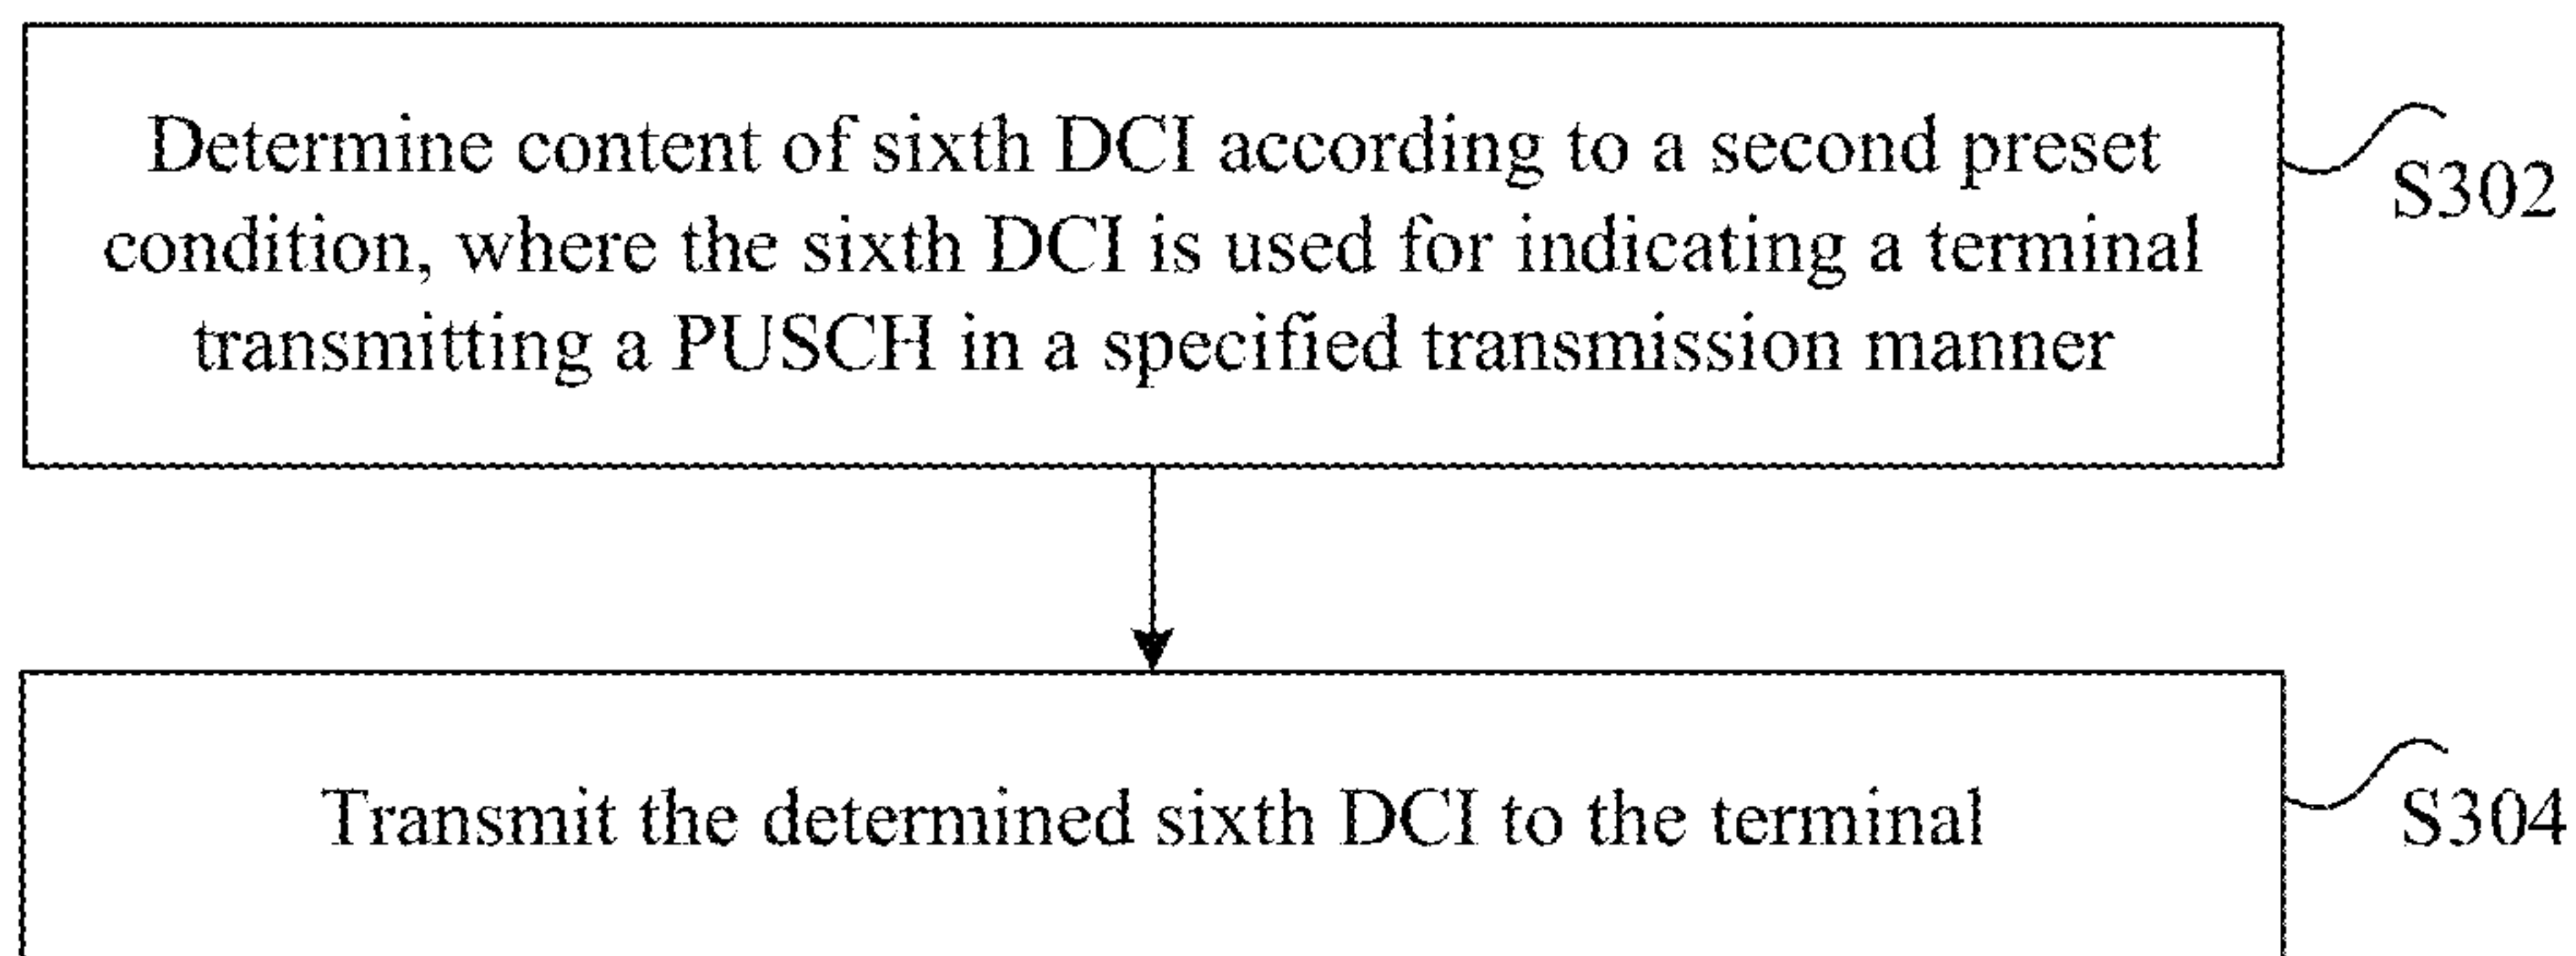 Determine content of sixth DCI according to a second preset
condition, where the sixth DCI is used for indicating a terminal
transmitting a PUSCH in a specified transmission manner
S302
Transmit the determined sixth DCI to the terminal
S304